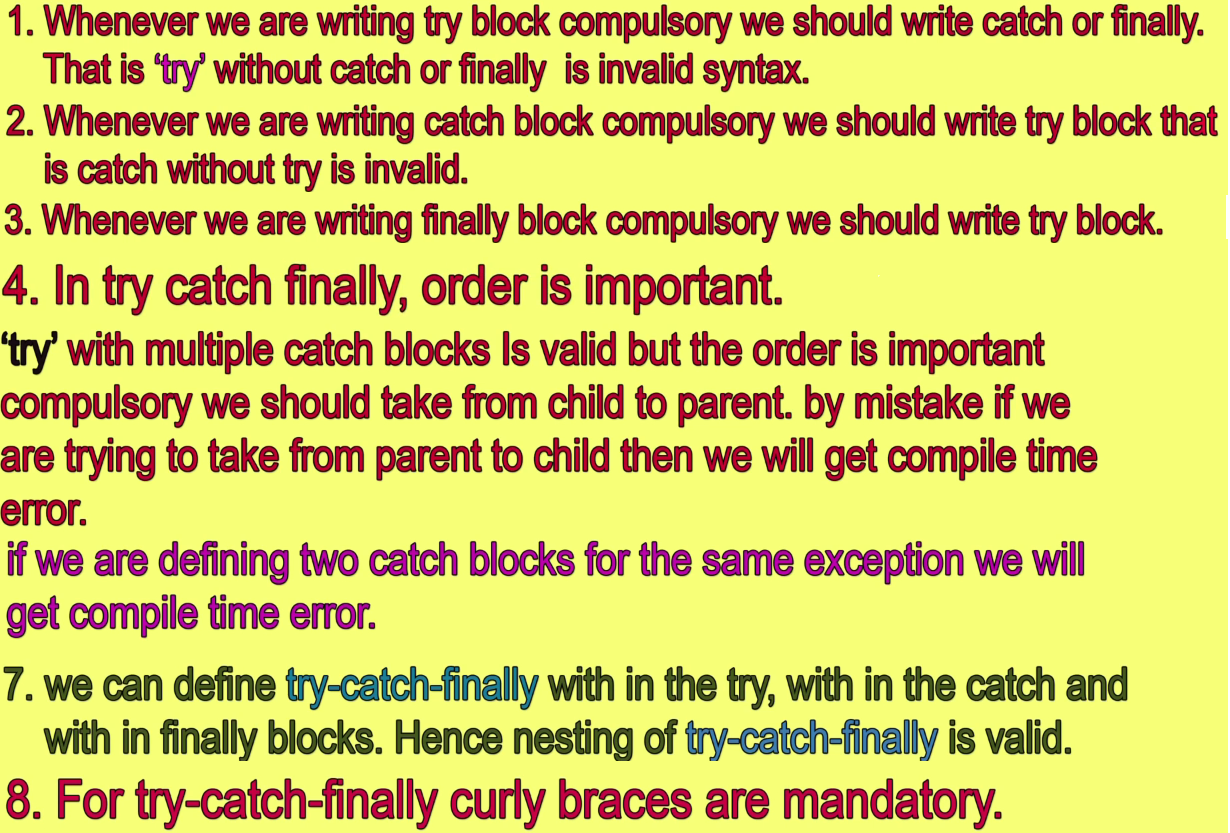 1. Whenever we are writing try block compulsory we should write catch or finally.
That is ‘try’ without catch or finally is invalid syntax.
2. Whenever we are writing catch block compulsory we should write try block that
is catch without try is invalid.
3. Whenever we are writing finally block compulsory we should write try block.
4. In try catch finally, order is important.
‘try’ with multiple catch blocks Is valid but the order is important
compulsory we should take from child to parent. by mistake if we
are trying to take from parent to child then we will get compile time
error.
if we are defining two catch blocks for the same exception we will
get compile time error.
7. we can define try-catch-finally with in the try, with in the catch and
with in finally blocks. Hence nesting of try-catch-finally is valid.
8. For try-catch-finally curly braces are mandatory.